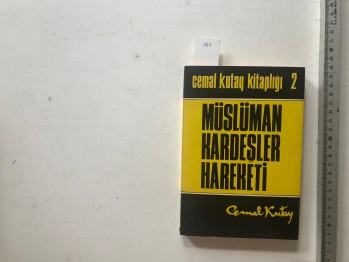 cemal kutay kitaplığı 2
MÜSLÜMAN
KARDEŞLER
HAREKETİ
Cemal Kutay